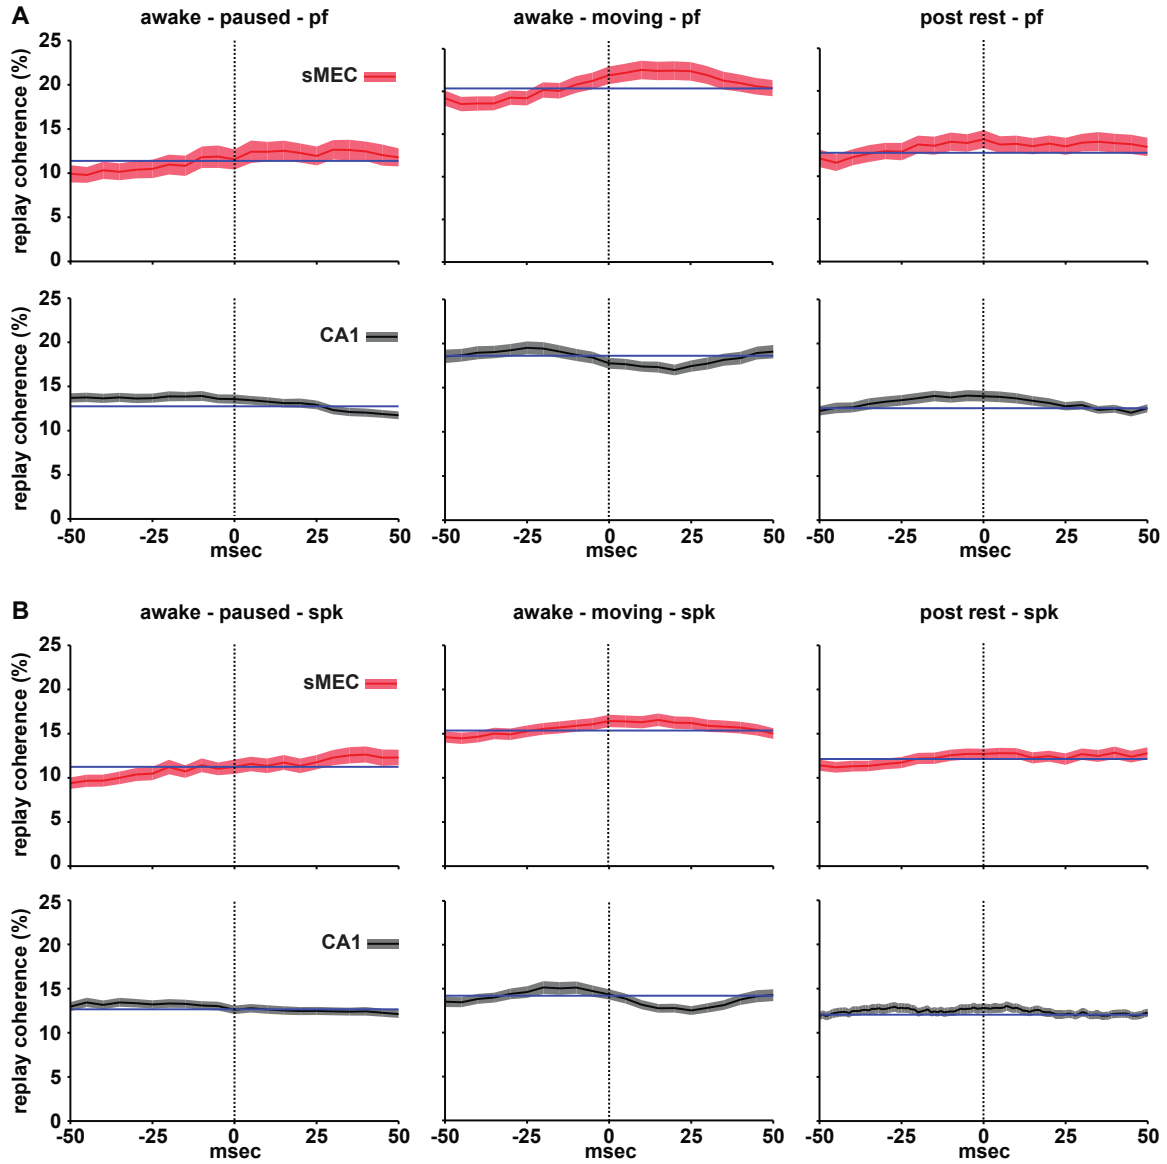 A
awake - paused - pf
awake - moving - pf
post rest - pf
replay coherence (%)
25
20
15
10
5
0
sMEC
replay coherence (%)
25
20
15
10
5
0
CA1
-50 -25 0 25 50
msec
-50 -25 0 25 50
msec
-50 -25 0 25 50
msec
B
awake - paused - spk
awake - moving - spk
post rest - spk
replay coherence (%)
25
20
15
10
5
0
sMEC
replay coherence (%)
25
20
15
10
5
0
CA1
-50 -25 0 25 50
msec
-50 -25 0 25 50
msec
-50 -25 0 25 50
msec